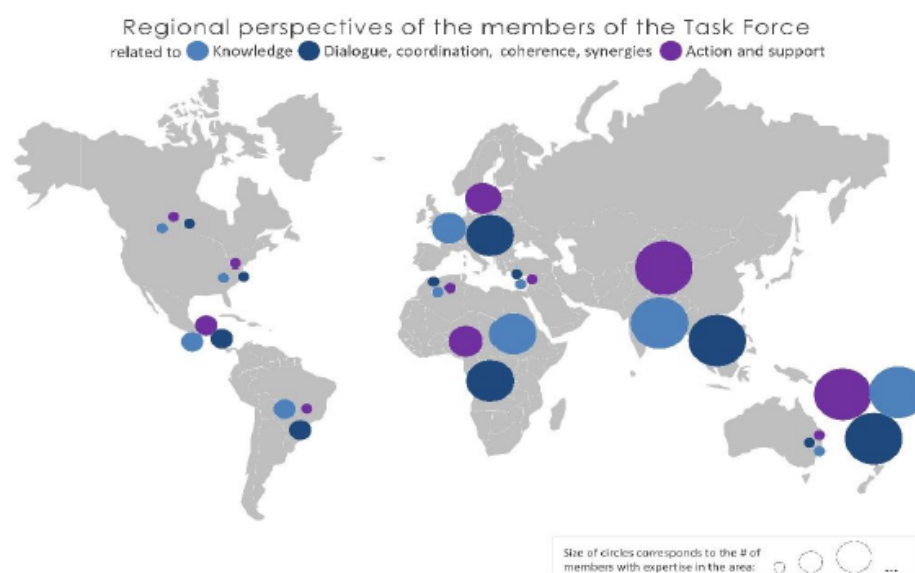 Regional perspectives of the members of the Task Force
related to Knowledge Dialogue, coordination, coherence, synergies Action and support
Size of circles corresponds to the # of
members with expertise in the area: ...